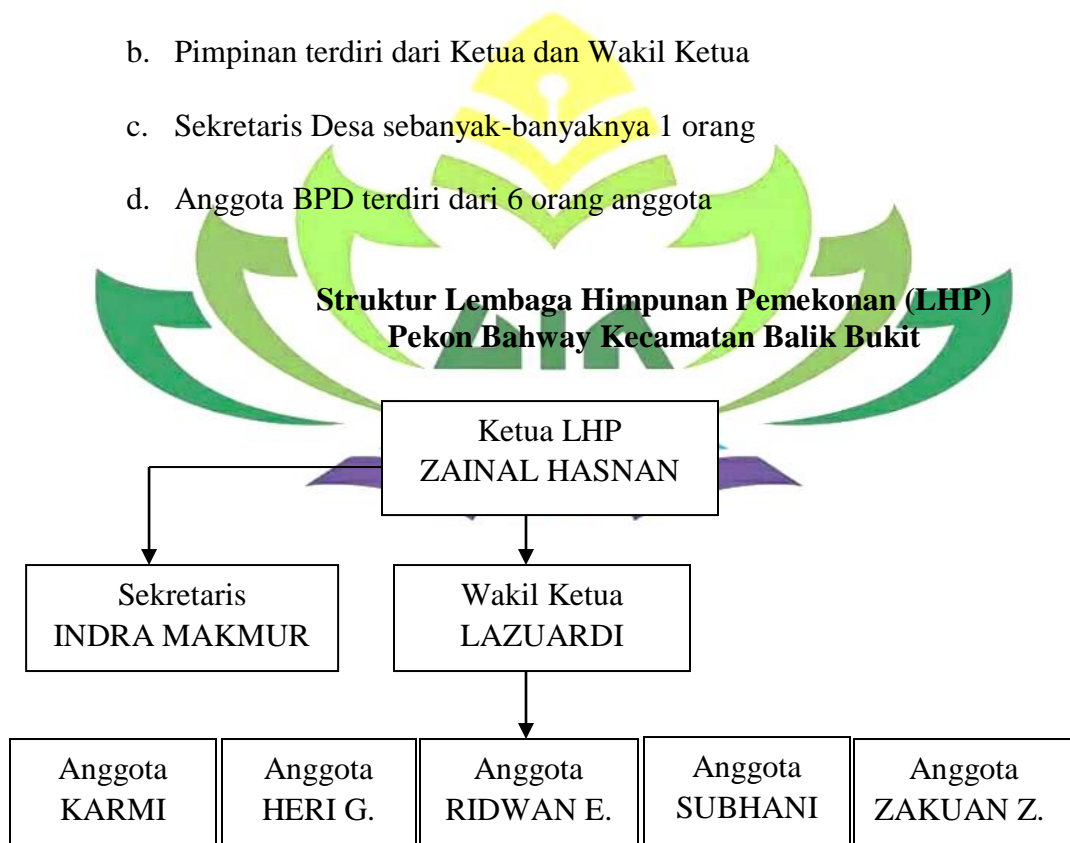 b. Pimpinan terdiri dari Ketua dan Wakil Ketua
c. Sekretaris Desa sebanyak-banyaknya 1 orang
d. Anggota BPD terdiri dari 6 orang anggota
Struktur Lembaga Himpunan Pemekonan (LHP)
Pekon Bahway Kecamatan Balik Bukit
Ketua LHP
ZAINAL HASNAN
Sekretaris
INDRA MAKMUR
Wakil Ketua
LAZUARDI
Anggota
KARMI
Anggota
HERI G.
Anggota
RIDWAN E.
Anggota
SUBHANI
Anggota
ZAKUAN Z.